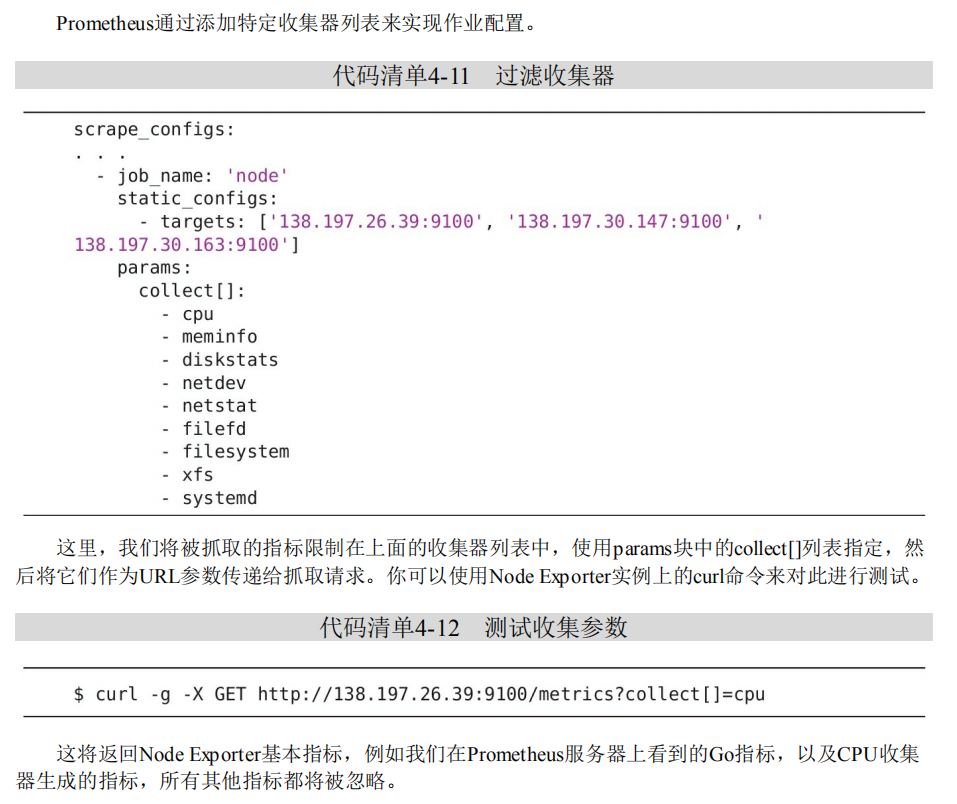 Prometheus通过添加特定收集器列表来实现作业配置。
代码清单4-11 过滤收集器
scrape_configs:
. . .
  - job_name: 'node'
    static_configs:
      - targets: ['138.197.26.39:9100', '138.197.30.147:9100', '
138.197.30.163:9100']
    params:
      collect[]:
        - cpu
        - meminfo
        - diskstats
        - netdev
        - netstat
        - filefd
        - filesystem
        - xfs
        - systemd
这里，我们将被抓取的指标限制在上面的收集器列表中，使用params块中的collect[]列表指定，然
后将它们作为URL参数传递给抓取请求。你可以使用Node Exporter实例上的curl命令来对此进行测试。
代码清单4-12 测试收集参数
$ curl -g -X GET http://138.197.26.39:9100/metrics?collect[]=cpu
这将返回Node Exporter基本指标，例如我们在Prometheus服务器上看到的Go指标，以及CPU收集
器生成的指标，所有其他指标都将被忽略。